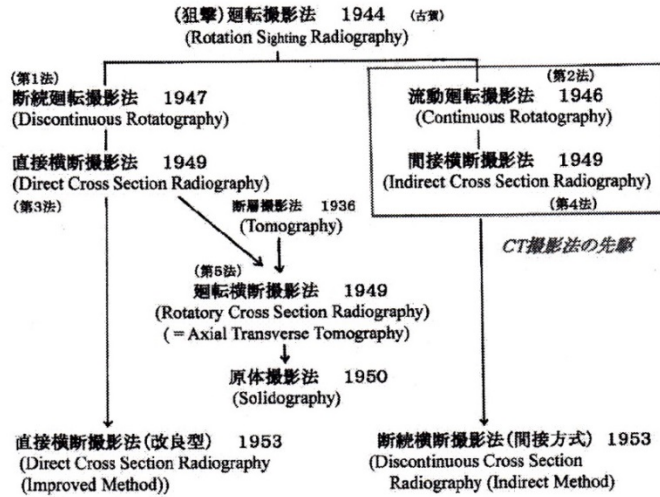 (狙撃)廻転撮影法 1944 (古賀)
(Rotation Sighting Radiography)
(第1法)
断続廻転撮影法 1947
(Discontinuous Rotatography)
(第2法)
流動廻転撮影法 1946
(Continuous Rotatography)
直接横断撮影法 1949
(Direct Cross Section Radiography)
(第3法)
間接横断撮影法 1949
(Indirect Cross Section Radiography)
(第4法)
断層撮影法 1936
(Tomography)
CT撮影法の先駆
(第5法)
廻転横断撮影法 1949
(Rotatory Cross Section Radiography)
(=Axial Transverse Tomography)
原体撮影法 1950
(Solidography)
直接横断撮影法(改良型) 1953
(Direct Cross Section Radiography
(Improved Method))
断続横断撮影法(間接方式) 1953
(Discontinuous Cross Section
Radiography (Indirect Method)